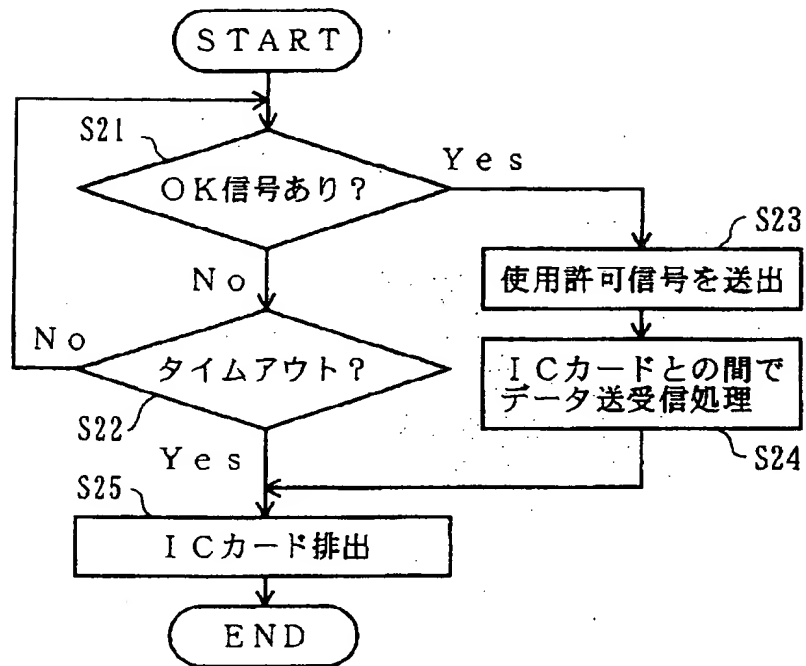 START
S21
OK信号あり？
Yes
S23
使用許可信号を送出
No
No
タイムアウト？
S22
ICカードとの間で
データ送受信処理
S24
Yes
S25
ICカード排出
END